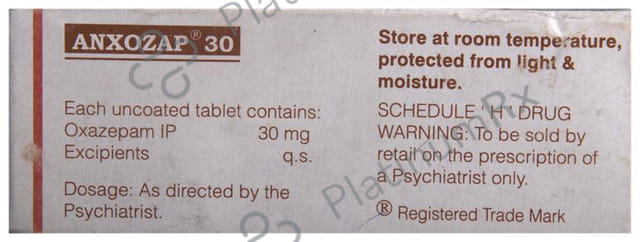 ANXOZAP® 30
Each uncoated tablet contains:
Oxazepam IP 30 mg
Excipients q.s.
Dosage: As directed by the
Psychiatrist.
Store at room temperature,
protected from light &
moisture.
SCHEDULE 'H' DRUG
WARNING: To be sold by
retail on the prescription of
a Psychiatrist only.
® Registered Trade Mark
PlatinumRx